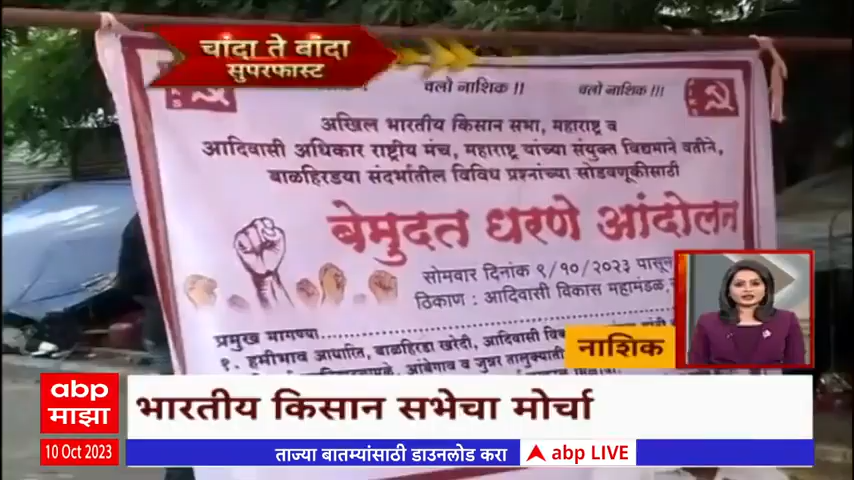 चांदा ते बांदा
सुपरफास्ट
चलो नाशिक !!
चलो नाशिक !!!
अखिल भारतीय किसान सभा, महाराष्ट्र व
आदिवासी अधिकार राष्ट्रीय मंच, महाराष्ट्र यांच्या संयुक्त विद्यमाने वतीने,
बाळहिरडया संदर्भातील विविध प्रश्नांच्या सोडवणूकीसाठी
बेमुदत धरणे आंदोलन
सोमवार दिनांक ९/१०/२०२३ पासून
ठिकाण : आदिवासी विकास महामंडळ,
प्रमुख मागण्या
१. हमीभाव आधारित, बाळहिरडा खरेदी, आदिवासी
आंबेगाव व जुन्नर तालुक्याती
नाशिक
abp
माझा
भारतीय किसान सभेचा मोर्चा
10 Oct 2023
ताज्या बातम्यांसाठी डाउनलोड करा
abp LIVE